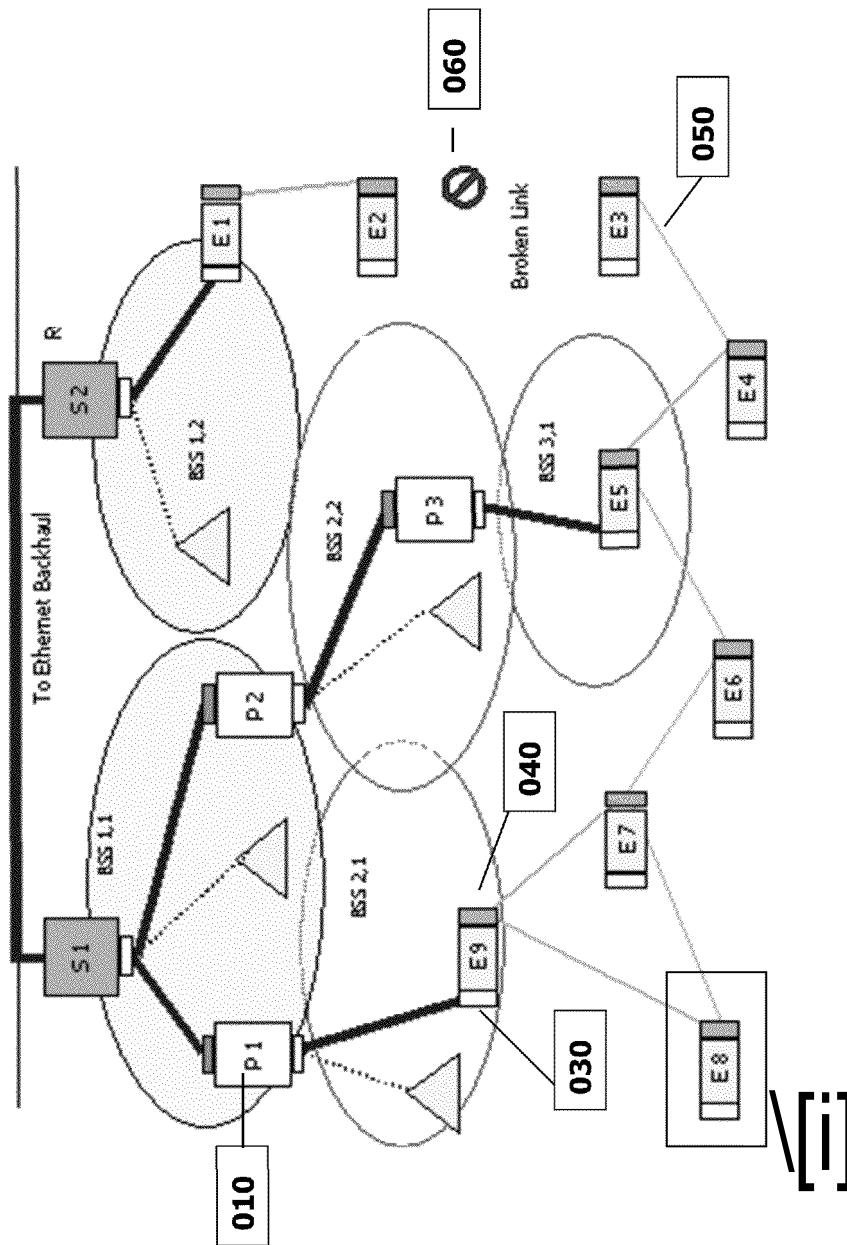 To Ethernet Backhaul
S1
S2
R
BSS 1,1
BSS 1,2
P1
P2
E1
010
BSS 2,1
BSS 2,2
E2
060
P3
Broken Link
E9
040
030
BSS 3,1
E5
E3
050
E7
E6
E4
E8
\[i]